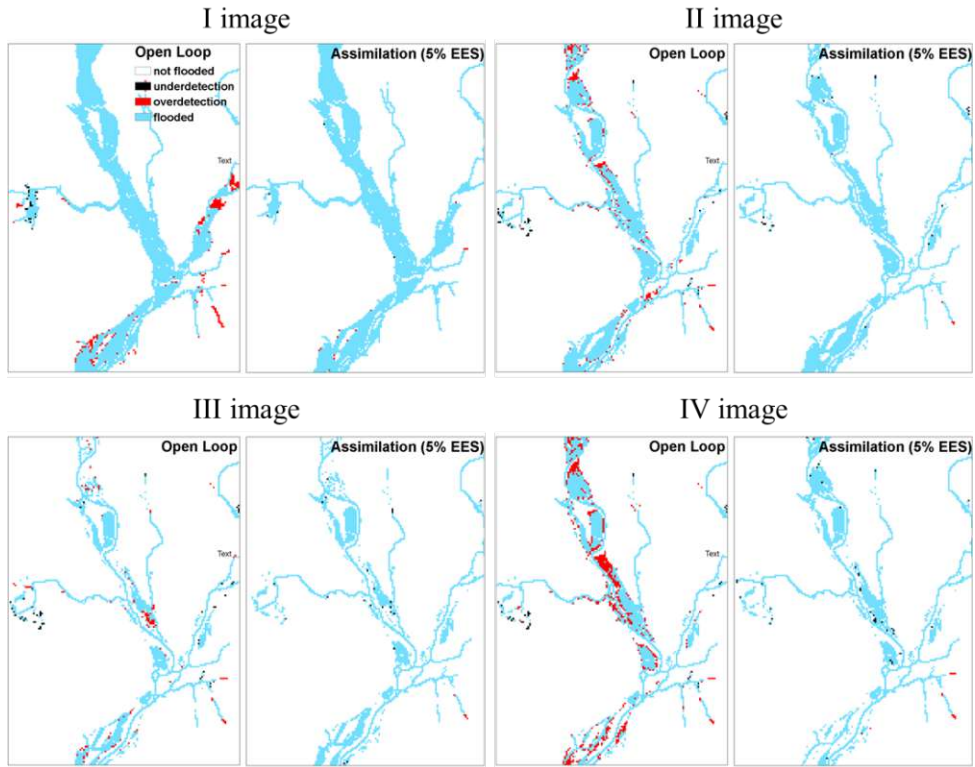 I image
II image
Open Loop
not flooded
underdetection
overdetection
flooded
Text
Assimilation (5% EES)
Open Loop
Text
Assimilation (5% EES)
III image
IV image
Open Loop
Text
Assimilation (5% EES)
Open Loop
Text
Assimilation (5% EES)